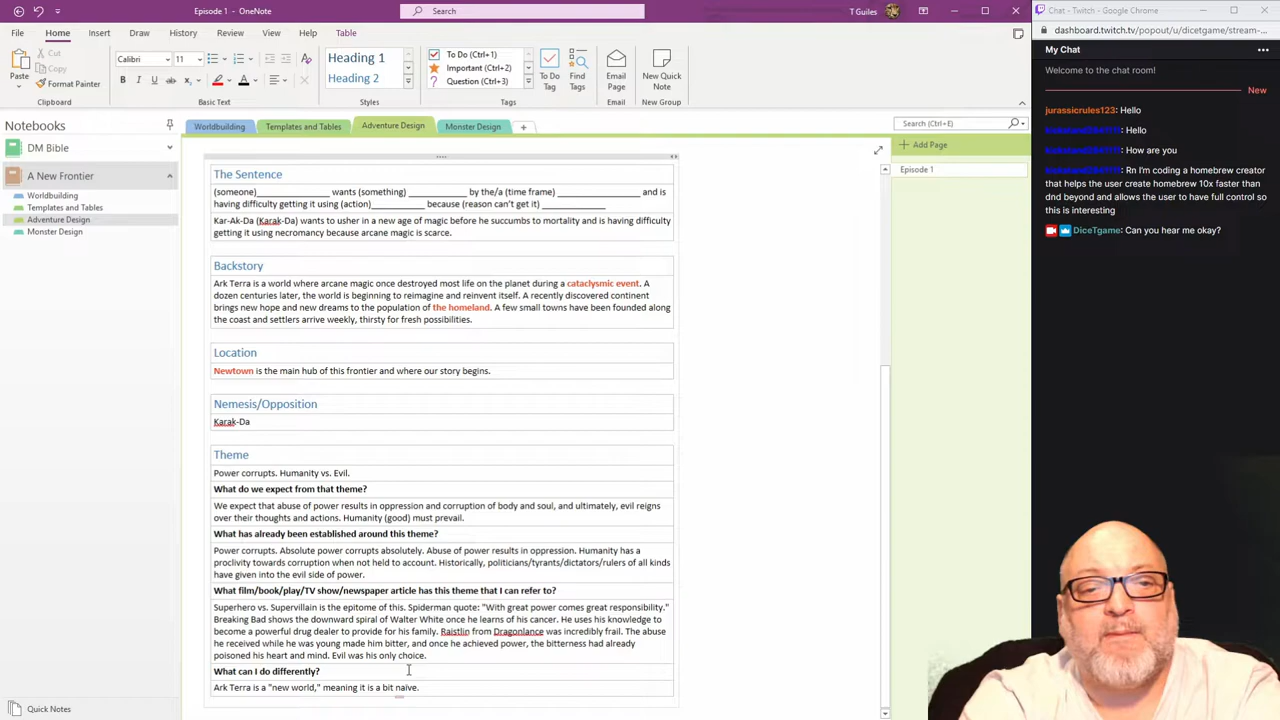 Episode 1 - OneNote
Search
T Guiles
Chat - Twitch - Google Chrome
dashboard.twitch.tv/popout/u/dicetgame/stream-...
File Home Insert Draw History Review View Help Table
Paste
Cut
Copy
Format Painter
Clipboard
Calibri 11
Basic Text
Heading 1
Heading 2
Styles
To Do (Ctrl+1)
Important (Ctrl+2)
Question (Ctrl+3)
To Do Tag
Find Tags
Tags
Email Page
Email
New Quick Note
New Group
Notebooks
DM Bible
A New Frontier
Worldbuilding
Templates and Tables
Adventure Design
Monster Design
Quick Notes
Worldbuilding Templates and Tables Adventure Design Monster Design
Search (Ctrl+E)
Add Page
Episode 1
The Sentence
(someone)_________________ wants (something) _____________ by the/a (time frame) __________________ and is
having difficulty getting it using (action)____________ because (reason can't get it) ______________
Kar-Ak-Da (Karak-Da) wants to usher in a new age of magic before he succumbs to mortality and is having difficulty
getting it using necromancy because arcane magic is scarce.
Backstory
Ark Terra is a world where arcane magic once destroyed most life on the planet during a cataclysmic event. A
dozen centuries later, the world is beginning to reimagine and reinvent itself. A recently discovered continent
brings new hope and new dreams to the population of the homeland. A few small towns have been founded along
the coast and settlers arrive weekly, thirsty for fresh possibilities.
Location
Newtown is the main hub of this frontier and where our story begins.
Nemesis/Opposition
Karak-Da
Theme
Power corrupts. Humanity vs. Evil.
What do we expect from that theme?
We expect that abuse of power results in oppression and corruption of body and soul, and ultimately, evil reigns
over their thoughts and actions. Humanity (good) must prevail.
What has already been established around this theme?
Power corrupts. Absolute power corrupts absolutely. Abuse of power results in oppression. Humanity has a
proclivity towards corruption when not held to account. Historically, politicians/tyrants/dictators/rulers of all kinds
have given into the evil side of power.
What film/book/play/TV show/newspaper article has this theme that I can refer to?
Superhero vs. Supervillain is the epitome of this. Spiderman quote: "With great power comes great responsibility."
Breaking Bad shows the downward spiral of Walter White once he learns of his cancer. He uses his knowledge to
become a powerful drug dealer to provide for his family. Raistlin from Dragonlance was incredibly frail. The abuse
he received while he was young made him bitter, and once he achieved power, the bitterness had already
poisoned his heart and mind. Evil was his only choice.
What can I do differently?
Ark Terra is a "new world," meaning it is a bit naive.
My Chat
Welcome to the chat room!
New
jurassicrules123: Hello
Hello
How are you
Rn I'm coding a homebrew creator
that helps the user create homebrew 10x faster than
dnd beyond and allows the user to have full control so
this is interesting
DiceTgame: Can you hear me okay?